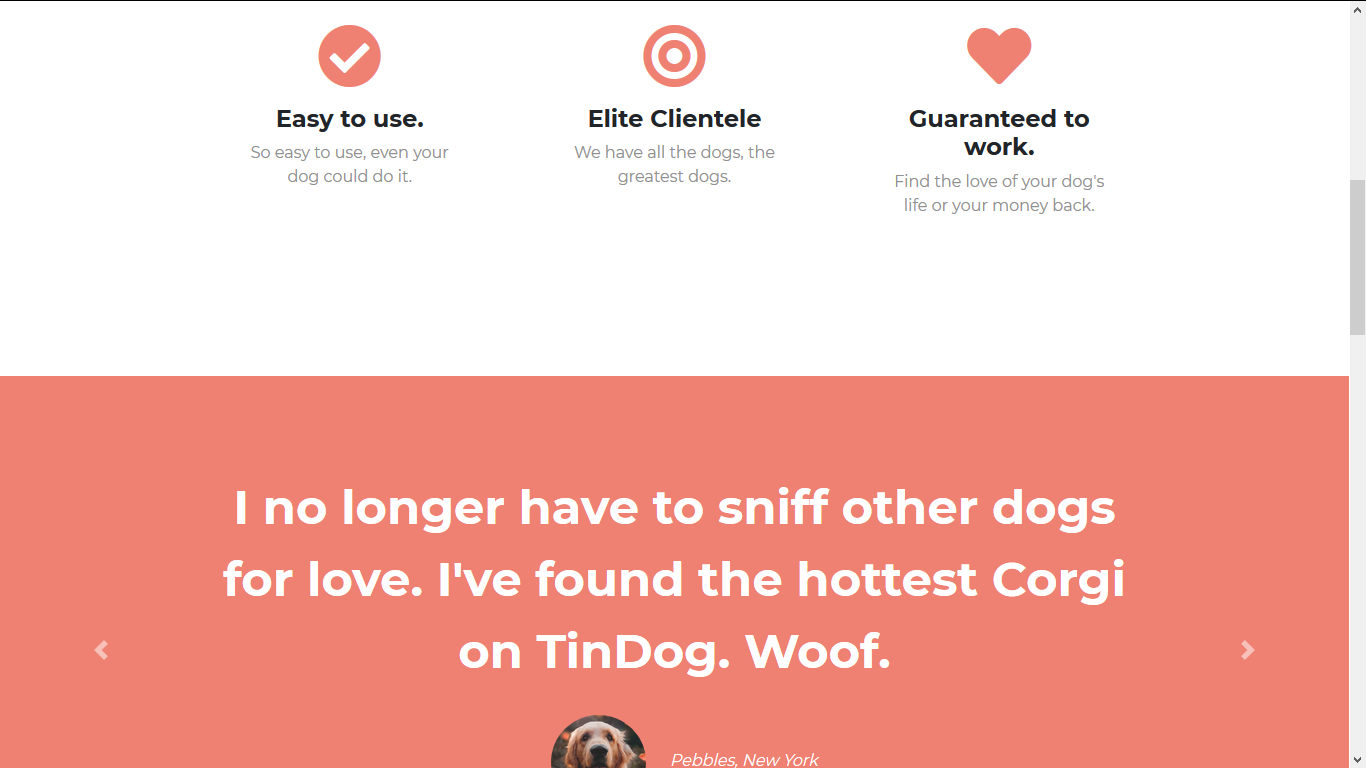 Easy to use.
So easy to use, even your
dog could do it.
Elite Clientele
We have all the dogs, the
greatest dogs.
Guaranteed to
work.
Find the love of your dog's
life or your money back.
I no longer have to sniff other dogs
for love. I've found the hottest Corgi
on TinDog. Woof.
Pebbles, New York